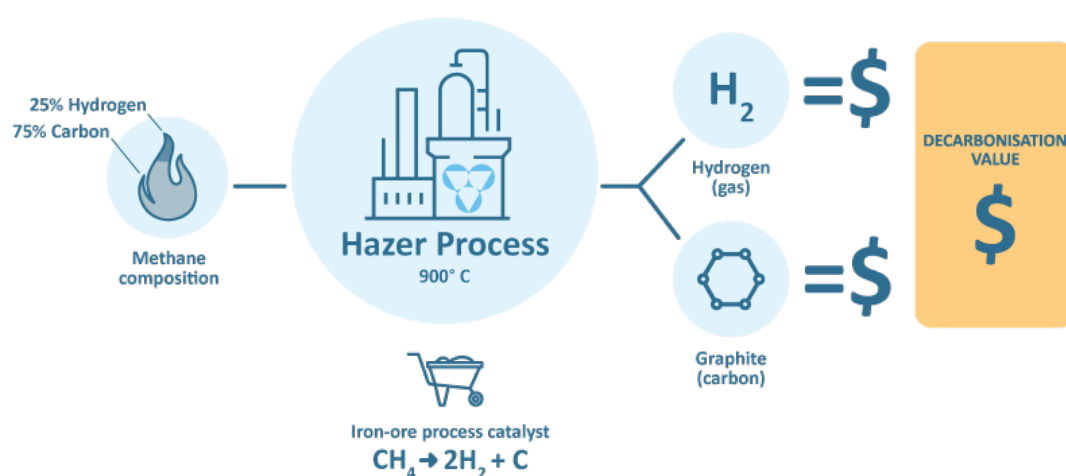 25% Hydrogen
75% Carbon
Methane
composition
Hazer Process
900° C
Iron-ore process catalyst
CH₄ → 2H₂ + C
H₂
Hydrogen
(gas)
=$
Graphite
(carbon)
=$
DECARBONISATION
VALUE
$